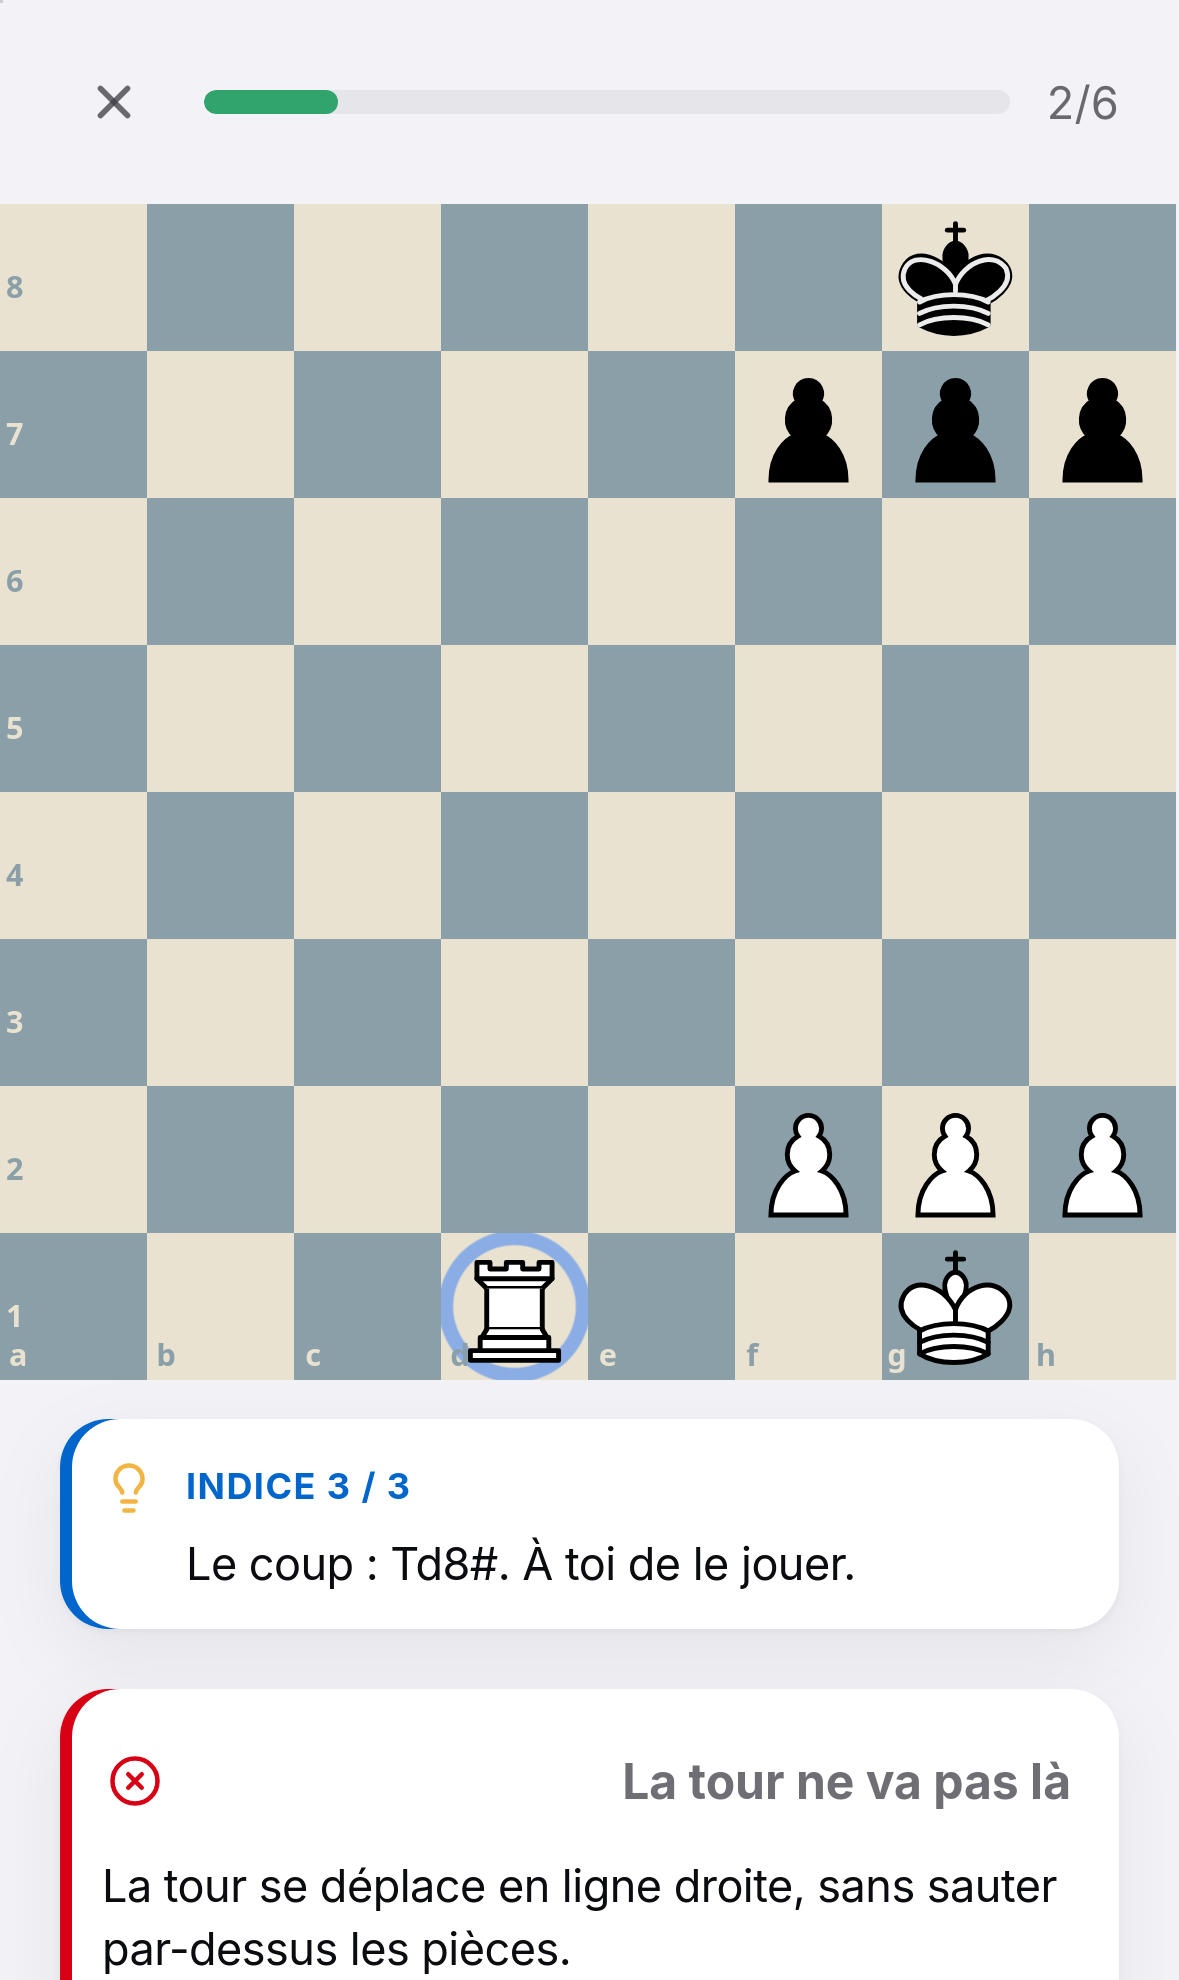 2/6
8
7
6
5
4
3
2
1
a b c d e f g h
INDICE 3 / 3
Le coup : Td8#. À toi de le jouer.
La tour ne va pas là
La tour se déplace en ligne droite, sans sauter
par-dessus les pièces.